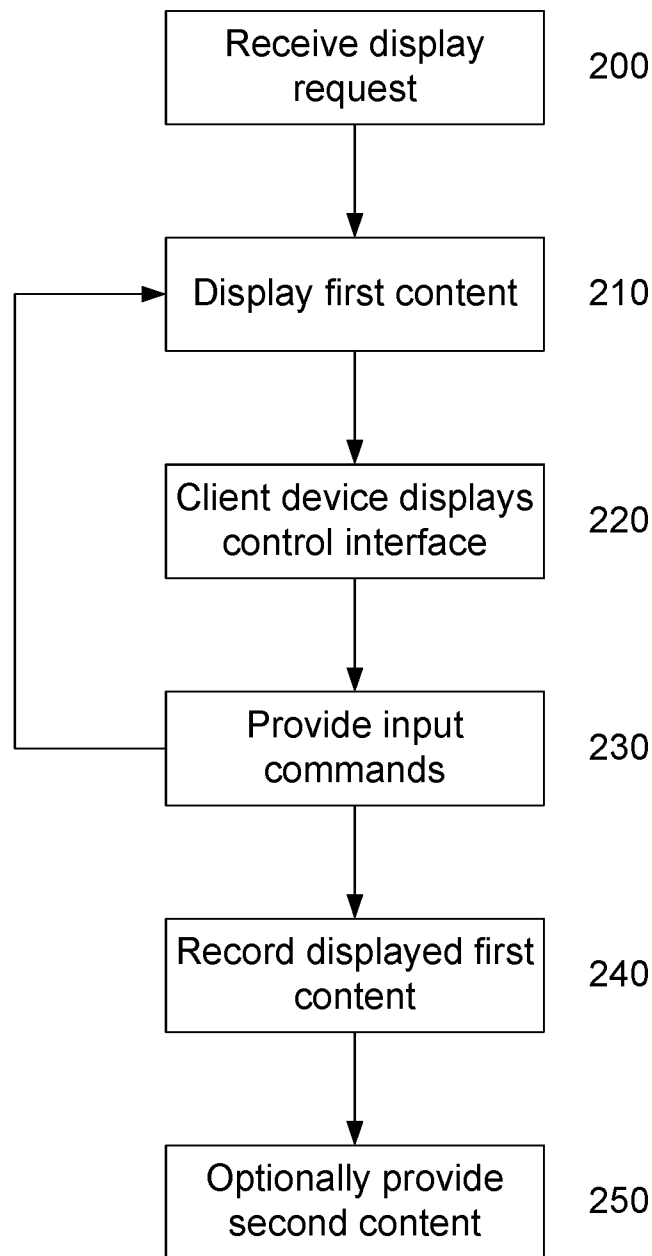 Receive display
request
200
Display first content
210
Client device displays
control interface
220
Provide input
commands
230
Record displayed first
content
240
Optionally provide
second content
250